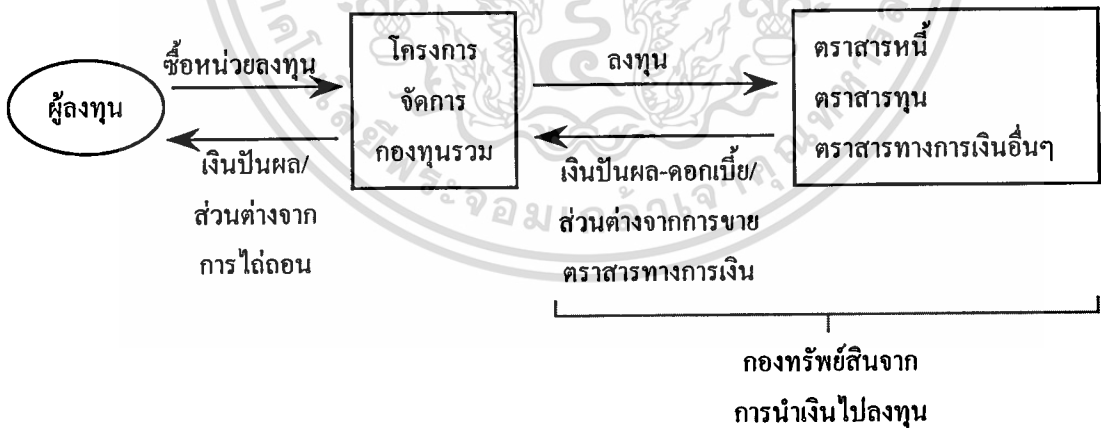 ผู้ลงทุน
ซื้อหน่วยลงทุน
เงินปันผล/
ส่วนต่างจาก
การไถ่ถอน
โครงการ
จัดการ
กองทุนรวม
ลงทุน
เงินปันผล-ดอกเบี้ย/
ส่วนต่างจากการขาย
ตราสารทางการเงิน
ตราสารหนี้
ตราสารทุน
ตราสารทางการเงินอื่นๆ
กองทรัพย์สินจาก
การนำเงินไปลงทุน